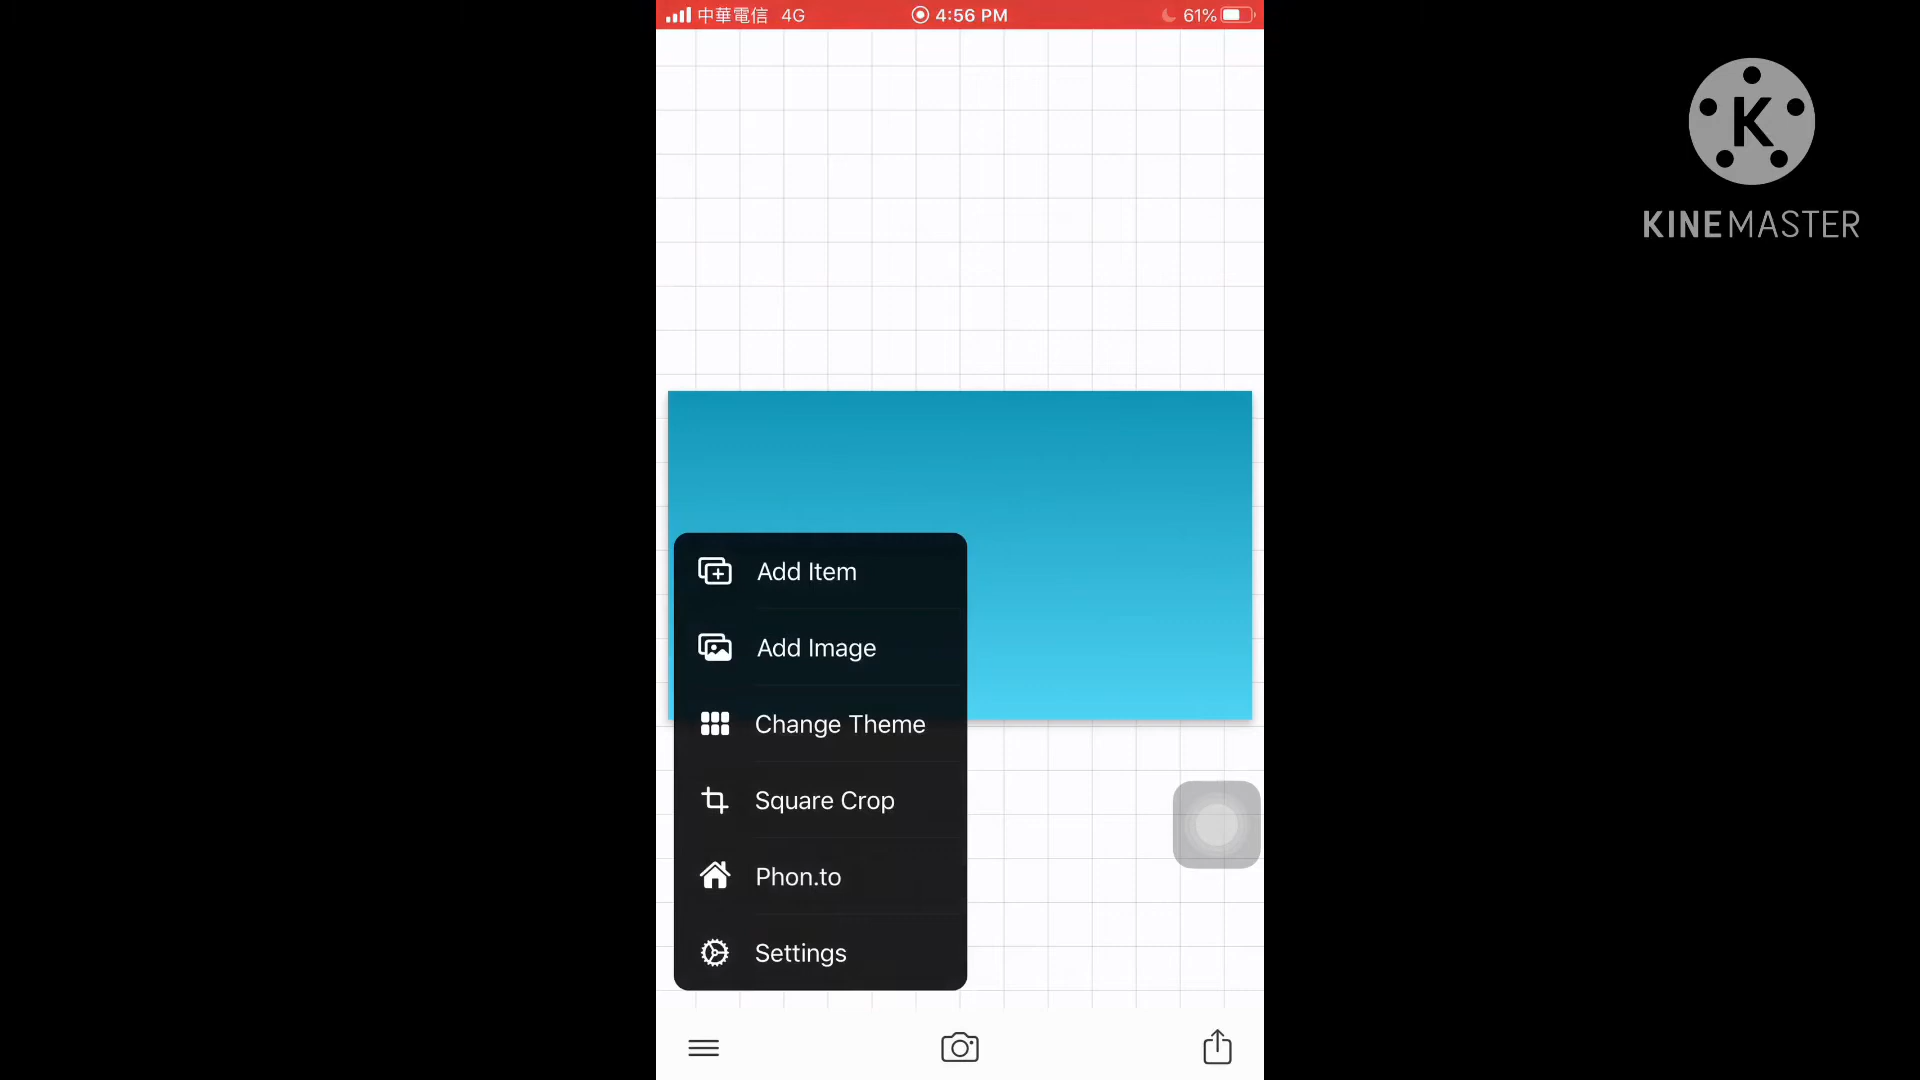 中華電信 4G 4:56 PM 61%
K
KINEMASTER
Add Item
Add Image
Change Theme
Square Crop
Phon.to
Settings